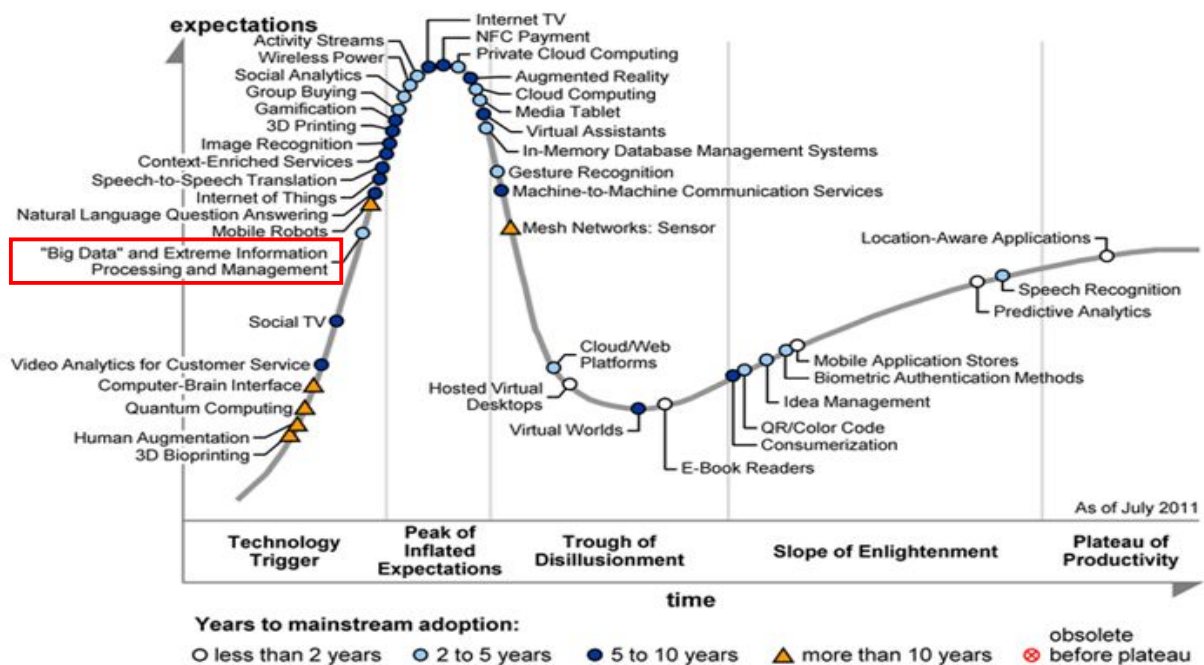 expectations
Internet TV
NFC Payment
Activity Streams
Private Cloud Computing
Wireless Power
Social Analytics
Augmented Reality
Group Buying
Cloud Computing
Gamification
Media Tablet
3D Printing
Virtual Assistants
Image Recognition
In-Memory Database Management Systems
Context-Enriched Services
Gesture Recognition
Speech-to-Speech Translation
Machine-to-Machine Communication Services
Internet of Things
Natural Language Question Answering
Mesh Networks: Sensor
Mobile Robots
Location-Aware Applications
"Big Data" and Extreme Information
Processing and Management
Speech Recognition
Predictive Analytics
Social TV
Cloud/Web
Platforms
Mobile Application Stores
Video Analytics for Customer Service
Biometric Authentication Methods
Computer-Brain Interface
Hosted Virtual
Desktops
Idea Management
Quantum Computing
QR/Color Code
Virtual Worlds
Human Augmentation
Consumerization
3D Bioprinting
E-Book Readers
As of July 2011
Technology
Trigger
Peak of
Inflated
Expectations
Trough of
Disillusionment
Slope of Enlightenment
Plateau of
Productivity
time
Years to mainstream adoption:
less than 2 years
2 to 5 years
5 to 10 years
more than 10 years
obsolete
before plateau